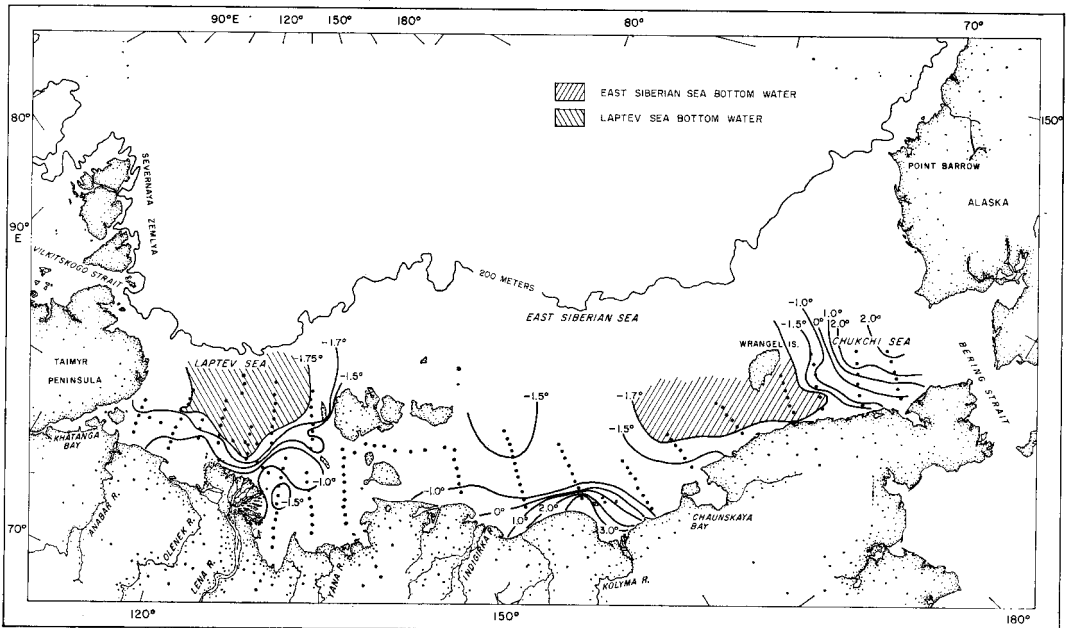 90°E 120° 150° 180° 80° 70°
EAST SIBERIAN SEA BOTTOM WATER
LAPTEV SEA BOTTOM WATER
80°
150°
SEVERNAYA ZEMLYA
POINT BARROW
ALASKA
90°
E
VILKITSKOGO STRAIT
200 METERS
EAST SIBERIAN SEA
-1.0°
-1.5°
0°
1.0°
2.0°
2.0°
CHUKCHI SEA
WRANGEL IS.
BERING STRAIT
TAIMYR
PENINSULA
LAPTEV SEA
-1.7°
-1.75°
-1.5°
-1.5°
-1.7°
-1.5°
KHATANGA
BAY
-1.0°
-1.5°
-1.0°
0°
1.0°
2.0°
3.0°
CHAUNSKAYA
BAY
70°
ANABAR R.
OLENEK R.
LENA R.
YANA R.
INDIGIRKA R.
KOLYMA R.
120° 150° 180°